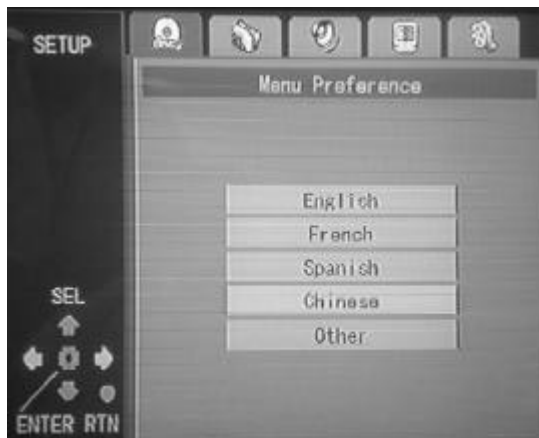 SETUP
Menu Preference
English
French
Spanish
Chinese
Other
SEL
ENTER RTN